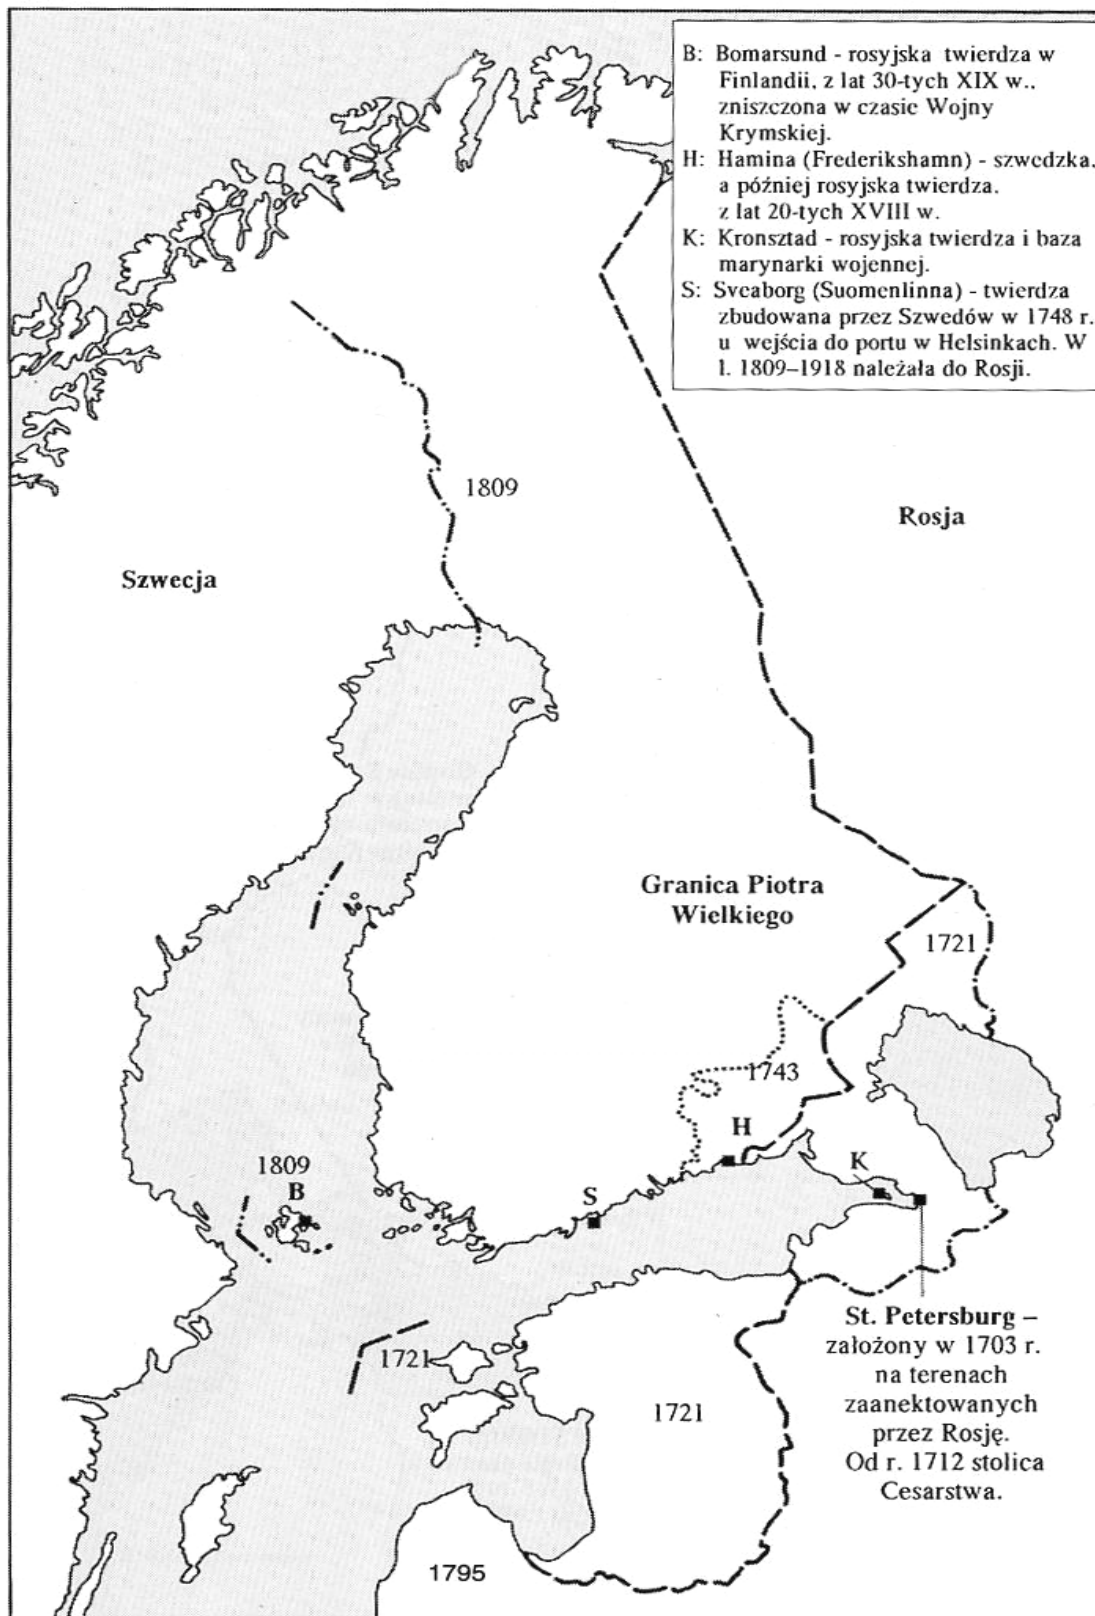 B: Bomarsund - rosyjska twierdza w
Finlandii, z lat 30-tych XIX w..
zniszczona w czasie Wojny
Krymskiej.
H: Hamina (Frederikshamn) - szwedzka,
a później rosyjska twierdza.
z lat 20-tych XVIII w.
K: Kronsztad - rosyjska twierdza i baza
marynarki wojennej.
S: Sveaborg (Suomenlinna) - twierdza
zbudowana przez Szwedów w 1748 r.
u wejścia do portu w Helsinkach. W
l. 1809–1918 należała do Rosji.
1809
Rosja
Szwecja
Granica Piotra
Wielkiego
1721
1743
H
1809
B
S
K
St. Petersburg –
założony w 1703 r.
na terenach
zaanektowanych
przez Rosję.
Od r. 1712 stolica
Cesarstwa.
1721
1721
1795